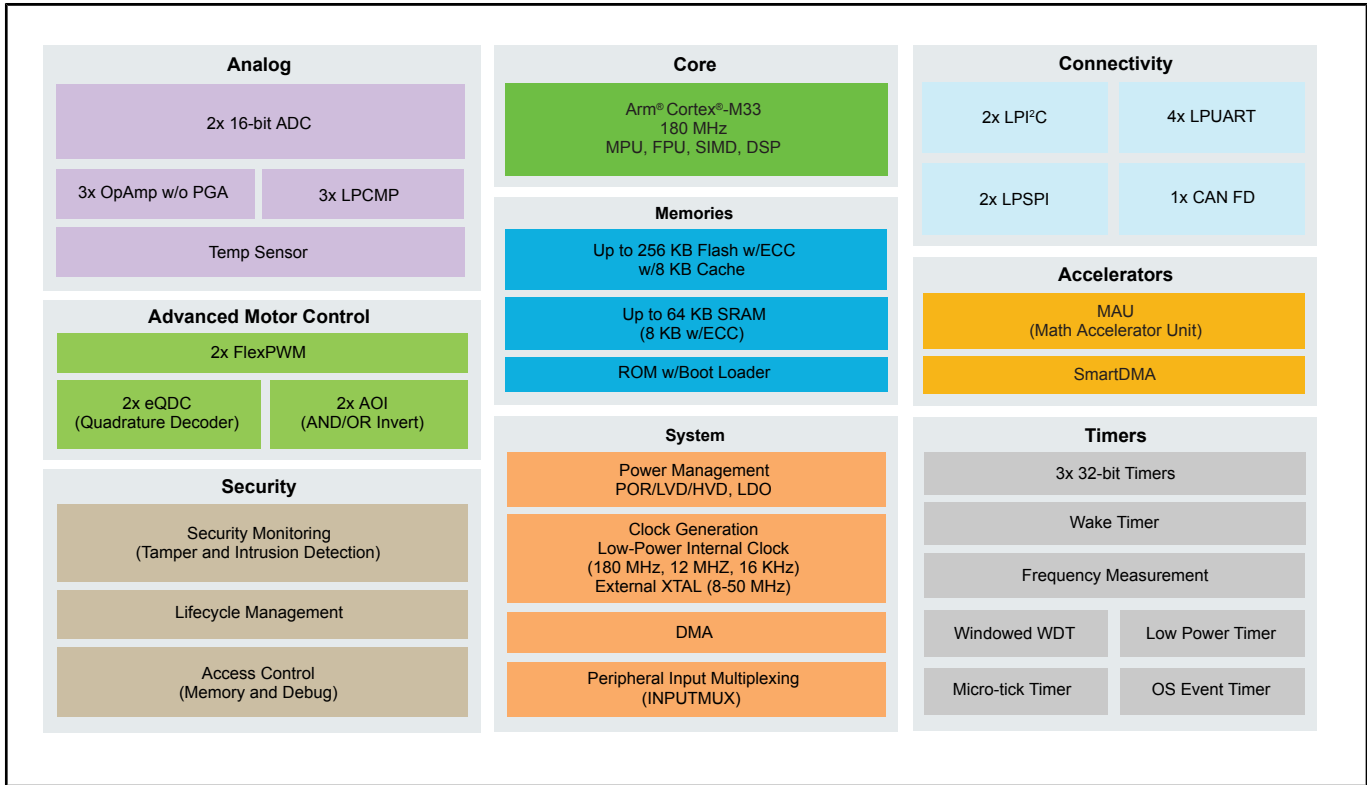 Analog
2x 16-bit ADC
3x OpAmp w/o PGA
3x LPCMP
Temp Sensor
Advanced Motor Control
2x FlexPWM
2x eQDC
(Quadrature Decoder)
2x AOI
(AND/OR Invert)
Security
Security Monitoring
(Tamper and Intrusion Detection)
Lifecycle Management
Access Control
(Memory and Debug)
Core
Arm® Cortex®-M33
180 MHz
MPU, FPU, SIMD, DSP
Memories
Up to 256 KB Flash w/ECC
w/8 KB Cache
Up to 64 KB SRAM
(8 KB w/ECC)
ROM w/Boot Loader
System
Power Management
POR/LVD/HVD, LDO
Clock Generation
Low-Power Internal Clock
(180 MHz, 12 MHZ, 16 KHz)
External XTAL (8-50 MHz)
DMA
Peripheral Input Multiplexing
(INPUTMUX)
Connectivity
2x LPI²C
4x LPUART
2x LPSPI
1x CAN FD
Accelerators
MAU
(Math Accelerator Unit)
SmartDMA
Timers
3x 32-bit Timers
Wake Timer
Frequency Measurement
Windowed WDT
Low Power Timer
Micro-tick Timer
OS Event Timer